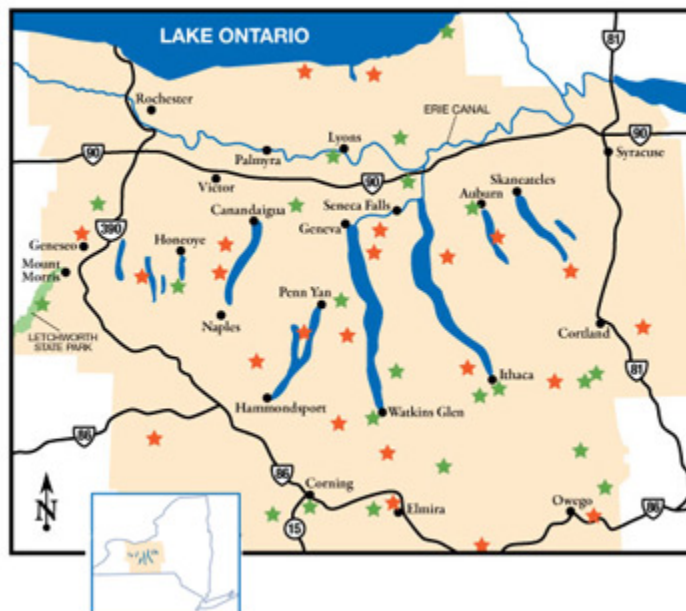 81
LAKE ONTARIO
Rochester
ERIE CANAL
Lyons
90
90
Palmyra
Syracuse
Victor
90
Skaneateles
Auburn
Seneca Falls
Canandaigua
Geneva
390
Geneseo
Honeoye
Mount
Morris
Penn Yan
LETCHWORTH
STATE PARK
Naples
Cortland
81
Ithaca
Hammondsport
Watkins Glen
86
86
Corning
N
Elmira
Owego
86
15